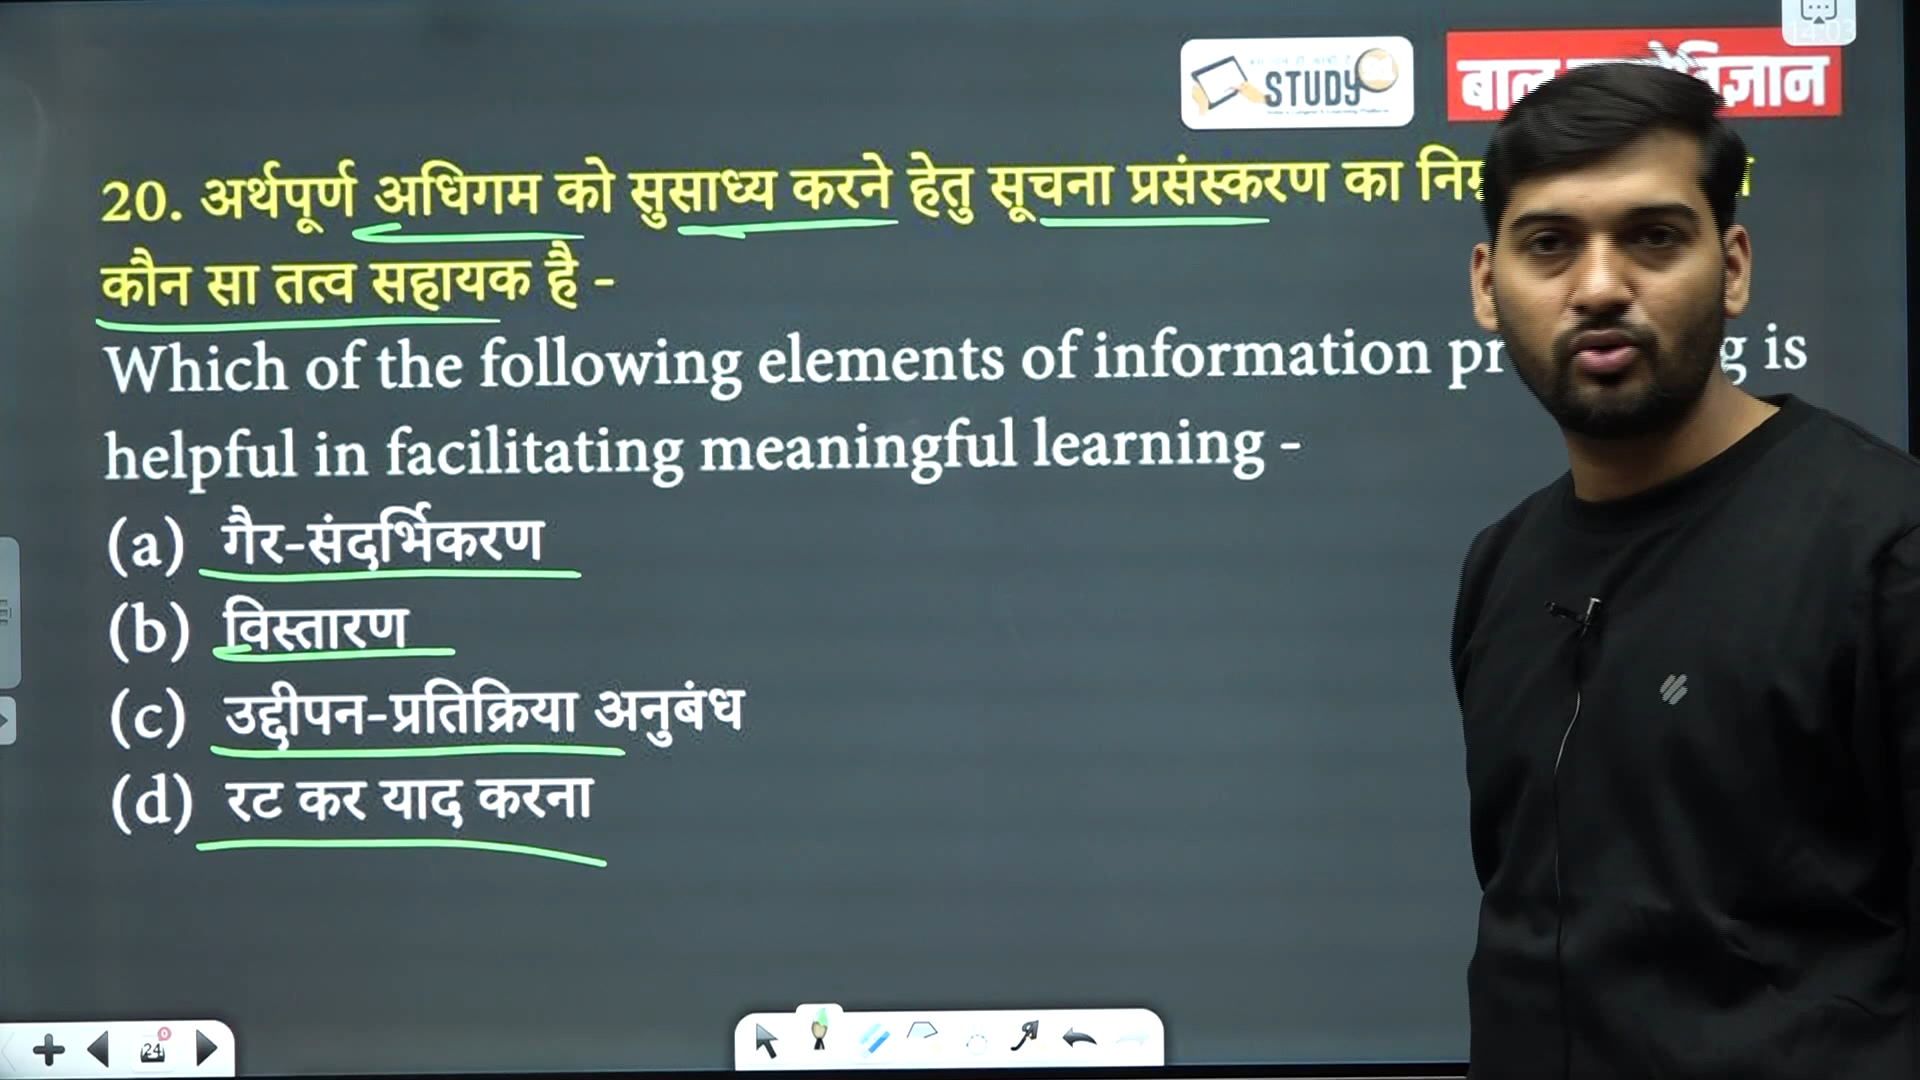 STUDY
20. अर्थपूर्ण अधिगम को सुसाध्य करने हेतु सूचना प्रसंस्करण का
कौन सा तत्व सहायक है -
Which of the following elements of information is
helpful in facilitating meaningful learning -
(a) गैर-संदर्भिकरण
(b) विस्तारण
(c) उद्दीपन-प्रतिक्रिया अनुबंध
(d) रट कर याद करना
24